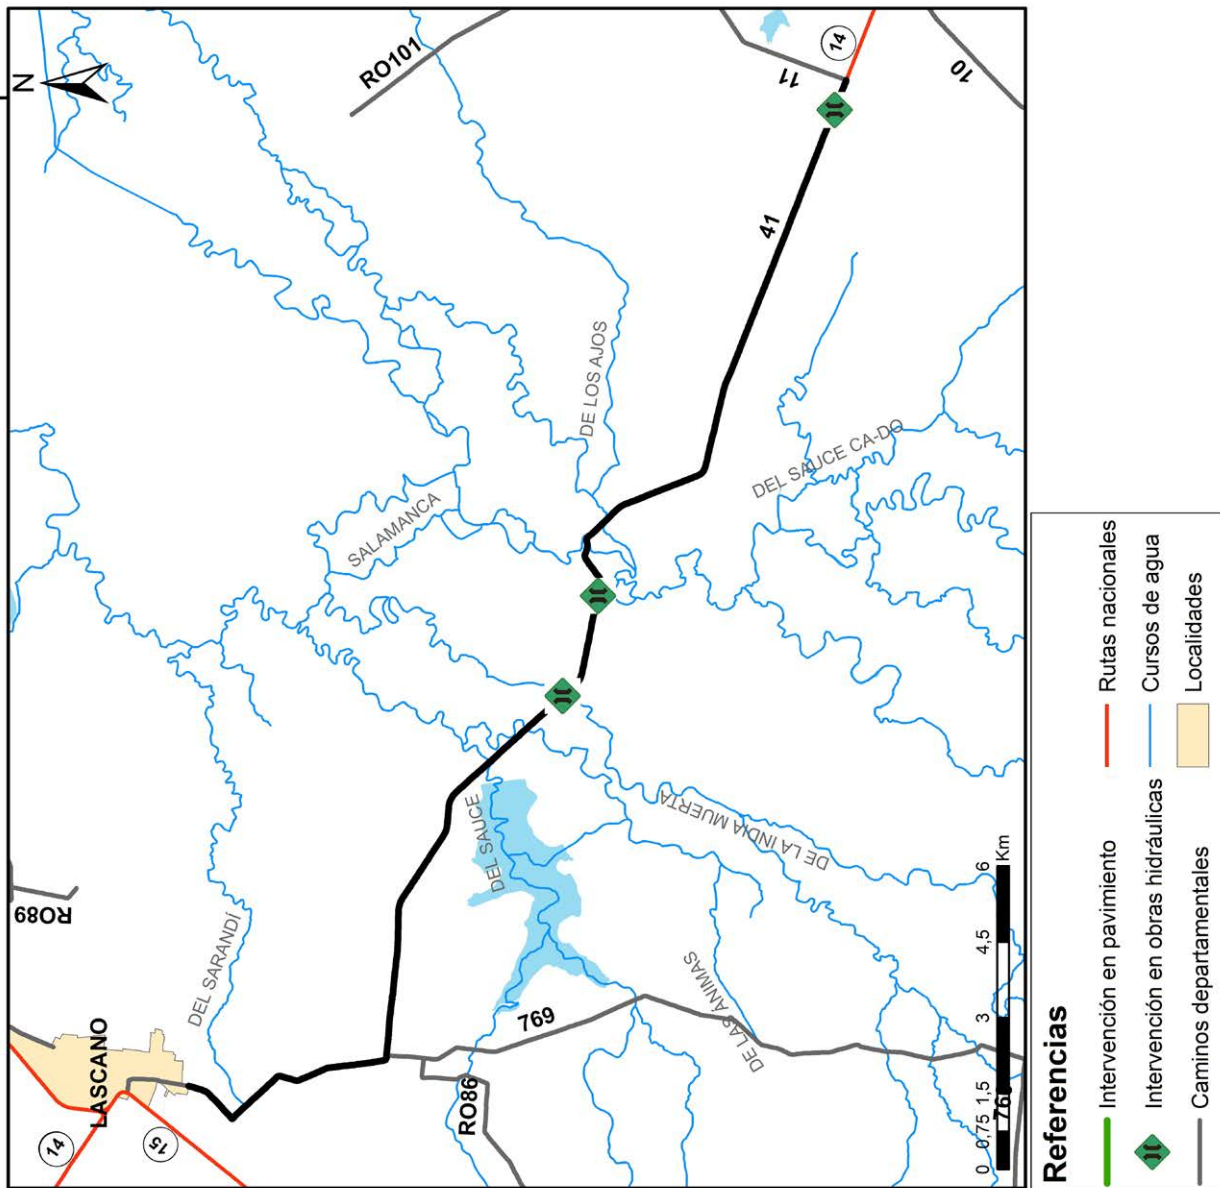 N
RO101
11
14
10
41
DE LOS AJOS
SALAMANCA
DEL SAUCE CA-DO
DEL SAUCE
DE LA INDIA MUERTA
RO89
DEL SARANDÍ
LASCANO
14
15
769
RO86
DE LAS ÁNIMAS
0 0,75 1,5 3 4,5 6 Km
Referencias
Intervención en pavimento
Rutas nacionales
Intervención en obras hidráulicas
Cursos de agua
Caminos departamentales
Localidades